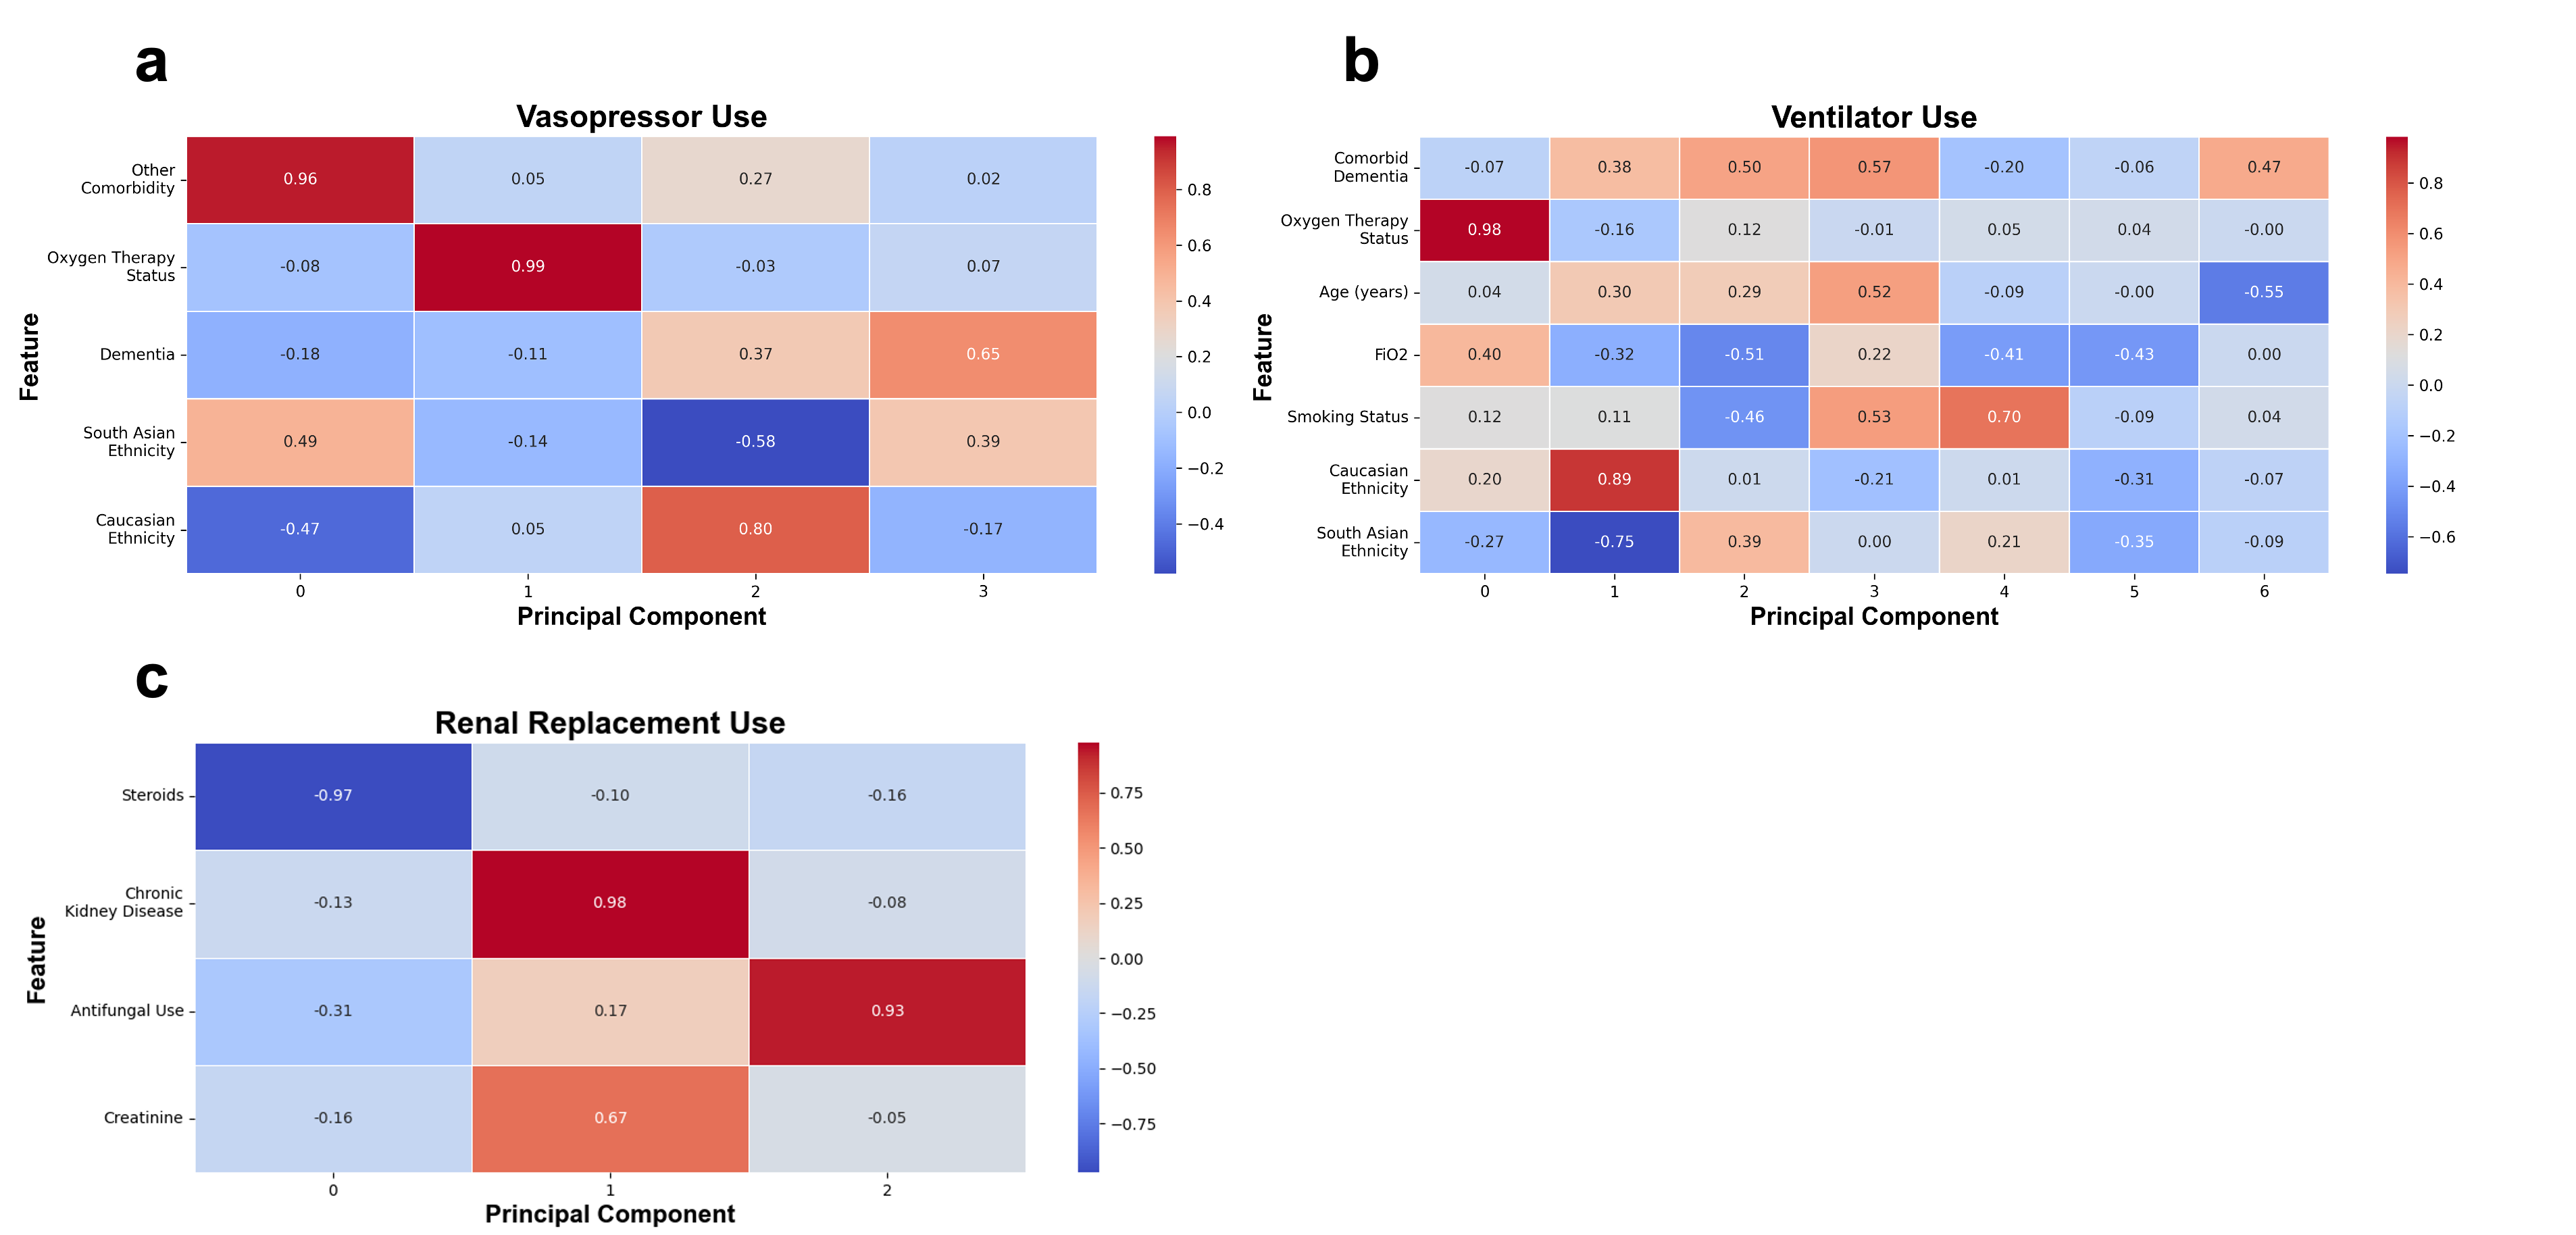 a
Vasopressor Use
Other
Comorbidity
0.96 0.05 0.27 0.02
Oxygen Therapy
Status
-0.08 0.99 -0.03 0.07
Dementia
-0.18 -0.11 0.37 0.65
South Asian
Ethnicity
0.49 -0.14 -0.58 0.39
Caucasian
Ethnicity
-0.47 0.05 0.80 -0.17
0 1 2 3
Principal Component
Feature
0.8
0.6
0.4
0.2
0.0
−0.2
−0.4
b
Ventilator Use
Comorbid
Dementia
-0.07 0.38 0.50 0.57 -0.20 -0.06 0.47
Oxygen Therapy
Status
0.98 -0.16 0.12 -0.01 0.05 0.04 -0.00
Age (years)
0.04 0.30 0.29 0.52 -0.09 -0.00 -0.55
FiO2
0.40 -0.32 -0.51 0.22 -0.41 -0.43 0.00
Smoking Status
0.12 0.11 -0.46 0.53 0.70 -0.09 0.04
Caucasian
Ethnicity
0.20 0.89 0.01 -0.21 0.01 -0.31 -0.07
South Asian
Ethnicity
-0.27 -0.75 0.39 0.00 0.21 -0.35 -0.09
0 1 2 3 4 5 6
Principal Component
Feature
0.8
0.6
0.4
0.2
0.0
−0.2
−0.4
−0.6
c
Renal Replacement Use
Steroids
-0.97 -0.10 -0.16
Chronic
Kidney Disease
-0.13 0.98 -0.08
Antifungal Use
-0.31 0.17 0.93
Creatinine
-0.16 0.67 -0.05
0 1 2
Principal Component
Feature
0.75
0.50
0.25
0.00
−0.25
−0.50
−0.75